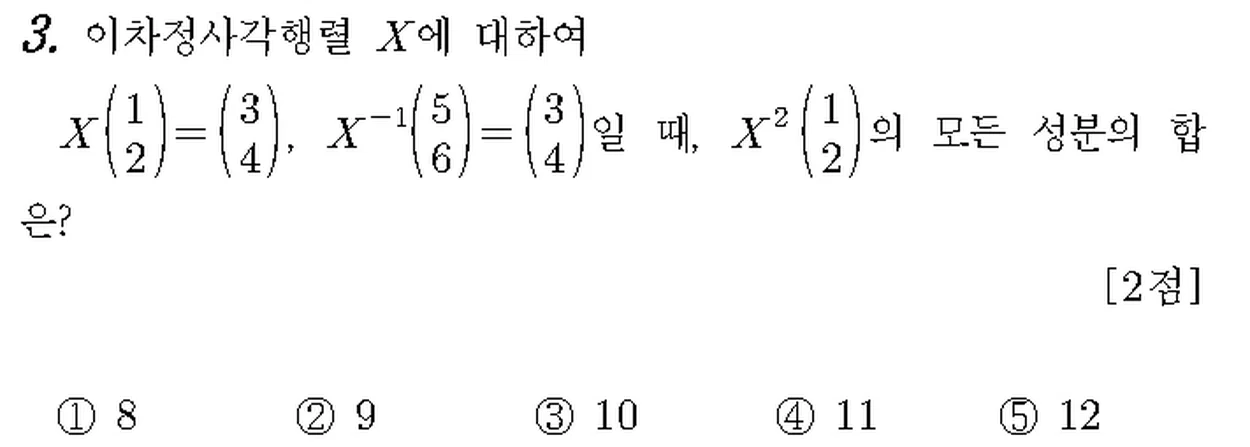 3. 이차정사각행렬 X에 대하여
X(1 2) = (3 4), X⁻¹(5 6) = (3 4)일 때, X²(1 2)의 모든 성분의 합
은?
[2점]
① 8 ② 9 ③ 10 ④ 11 ⑤ 12